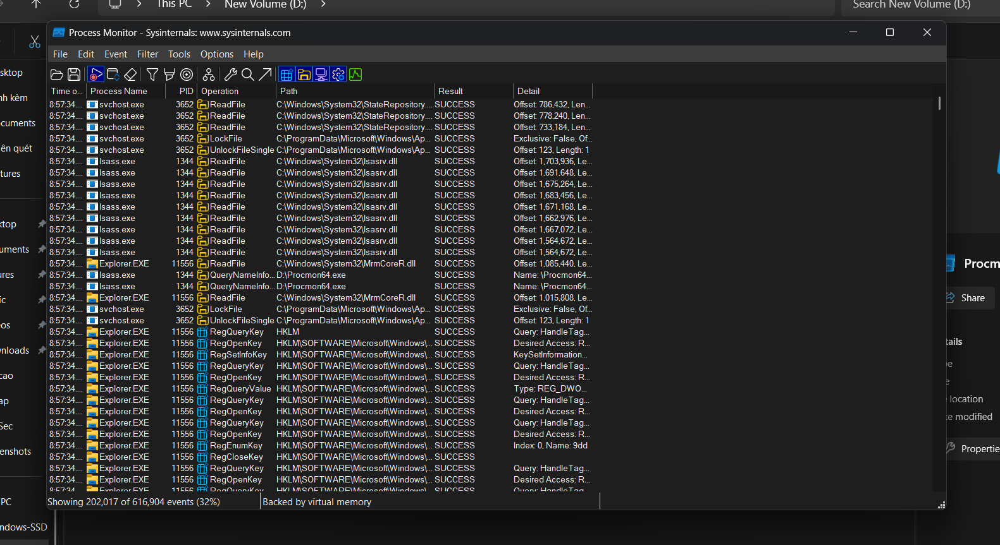 This PC > New Volume (D:) >
Search New Volume (D:)
Process Monitor - Sysinternals: www.sysinternals.com
File Edit Event Filter Tools Options Help
Time o... Process Name PID Operation Path Result Detail
8:57:34.... svchost.exe 3652 ReadFile C:\Windows\System32\StateRepository.... SUCCESS Offset: 786,432, Len...
8:57:34.... svchost.exe 3652 ReadFile C:\Windows\System32\StateRepository.... SUCCESS Offset: 778,240, Len...
8:57:34.... svchost.exe 3652 ReadFile C:\Windows\System32\StateRepository.... SUCCESS Offset: 733,184, Len...
8:57:34.... svchost.exe 3652 LockFile C:\ProgramData\Microsoft\Windows\Ap... SUCCESS Exclusive: False, Of...
8:57:34.... svchost.exe 3652 UnlockFileSingle C:\ProgramData\Microsoft\Windows\Ap... SUCCESS Offset: 123, Length: 1
8:57:34.... lsass.exe 1344 ReadFile C:\Windows\System32\lsasrv.dll SUCCESS Offset: 1,703,936, Le...
8:57:34.... lsass.exe 1344 ReadFile C:\Windows\System32\lsasrv.dll SUCCESS Offset: 1,691,648, Le...
8:57:34.... lsass.exe 1344 ReadFile C:\Windows\System32\lsasrv.dll SUCCESS Offset: 1,675,264, Le...
8:57:34.... lsass.exe 1344 ReadFile C:\Windows\System32\lsasrv.dll SUCCESS Offset: 1,683,456, Le...
8:57:34.... lsass.exe 1344 ReadFile C:\Windows\System32\lsasrv.dll SUCCESS Offset: 1,671,168, Le...
8:57:34.... lsass.exe 1344 ReadFile C:\Windows\System32\lsasrv.dll SUCCESS Offset: 1,662,976, Le...
8:57:34.... lsass.exe 1344 ReadFile C:\Windows\System32\lsasrv.dll SUCCESS Offset: 1,667,072, Le...
8:57:34.... lsass.exe 1344 ReadFile C:\Windows\System32\lsasrv.dll SUCCESS Offset: 1,564,672, Le...
8:57:34.... lsass.exe 1344 ReadFile C:\Windows\System32\lsasrv.dll SUCCESS Offset: 1,564,672, Le...
8:57:34.... Explorer.EXE 11556 ReadFile C:\Windows\System32\MrmCoreR.dll SUCCESS Offset: 1,085,440, Le...
8:57:34.... lsass.exe 1344 QueryNameInfo... D:\Procmon64.exe SUCCESS Name: \Procmon64...
8:57:34.... lsass.exe 1344 QueryNameInfo... D:\Procmon64.exe SUCCESS Name: \Procmon64...
8:57:34.... Explorer.EXE 11556 ReadFile C:\Windows\System32\MrmCoreR.dll SUCCESS Offset: 1,015,808, Le...
8:57:34.... svchost.exe 3652 LockFile C:\ProgramData\Microsoft\Windows\Ap... SUCCESS Exclusive: False, Of...
8:57:34.... svchost.exe 3652 UnlockFileSingle C:\ProgramData\Microsoft\Windows\Ap... SUCCESS Offset: 123, Length: 1
8:57:34.... Explorer.EXE 11556 RegQueryKey HKLM SUCCESS Query: HandleTag...
8:57:34.... Explorer.EXE 11556 RegOpenKey HKLM\SOFTWARE\Microsoft\Windows\... SUCCESS Desired Access: R...
8:57:34.... Explorer.EXE 11556 RegSetInfoKey HKLM\SOFTWARE\Microsoft\Windows\... SUCCESS KeySetInformation...
8:57:34.... Explorer.EXE 11556 RegQueryKey HKLM\SOFTWARE\Microsoft\Windows\... SUCCESS Query: HandleTag...
8:57:34.... Explorer.EXE 11556 RegOpenKey HKLM\SOFTWARE\Microsoft\Windows\... SUCCESS Desired Access: R...
8:57:34.... Explorer.EXE 11556 RegQueryValue HKLM\SOFTWARE\Microsoft\Windows\... SUCCESS Type: REG_DWO...
8:57:34.... Explorer.EXE 11556 RegQueryKey HKLM\SOFTWARE\Microsoft\Windows\... SUCCESS Query: HandleTag...
8:57:34.... Explorer.EXE 11556 RegOpenKey HKLM\SOFTWARE\Microsoft\Windows\... SUCCESS Desired Access: R...
8:57:34.... Explorer.EXE 11556 RegQueryKey HKLM\SOFTWARE\Microsoft\Windows\... SUCCESS Query: HandleTag...
8:57:34.... Explorer.EXE 11556 RegOpenKey HKLM\SOFTWARE\Microsoft\Windows\... SUCCESS Desired Access: R...
8:57:34.... Explorer.EXE 11556 RegEnumKey HKLM\SOFTWARE\Microsoft\Windows\... SUCCESS Index: 0, Name: 9dd
8:57:34.... Explorer.EXE 11556 RegCloseKey HKLM\SOFTWARE\Microsoft\Windows\... SUCCESS
8:57:34.... Explorer.EXE 11556 RegQueryKey HKLM\SOFTWARE\Microsoft\Windows\... SUCCESS Query: HandleTag...
8:57:34.... Explorer.EXE 11556 RegOpenKey HKLM\SOFTWARE\Microsoft\Windows\... SUCCESS Desired Access: R...
8:57:34.... Explorer.EXE 11556 RegQueryKey HKLM\SOFTWARE\Microsoft\Windows\... SUCCESS Query: HandleTag...
Showing 202,017 of 616,904 events (32%) Backed by virtual memory
sktop
nh kèm
ocuments
ên quét
tures
ktop
uments
res
ic
os
wnloads
cao
ap
Sec
enshots
PC
ndows-SSD
Procm
Share
tails
pe
e
location
te modified
Propertie